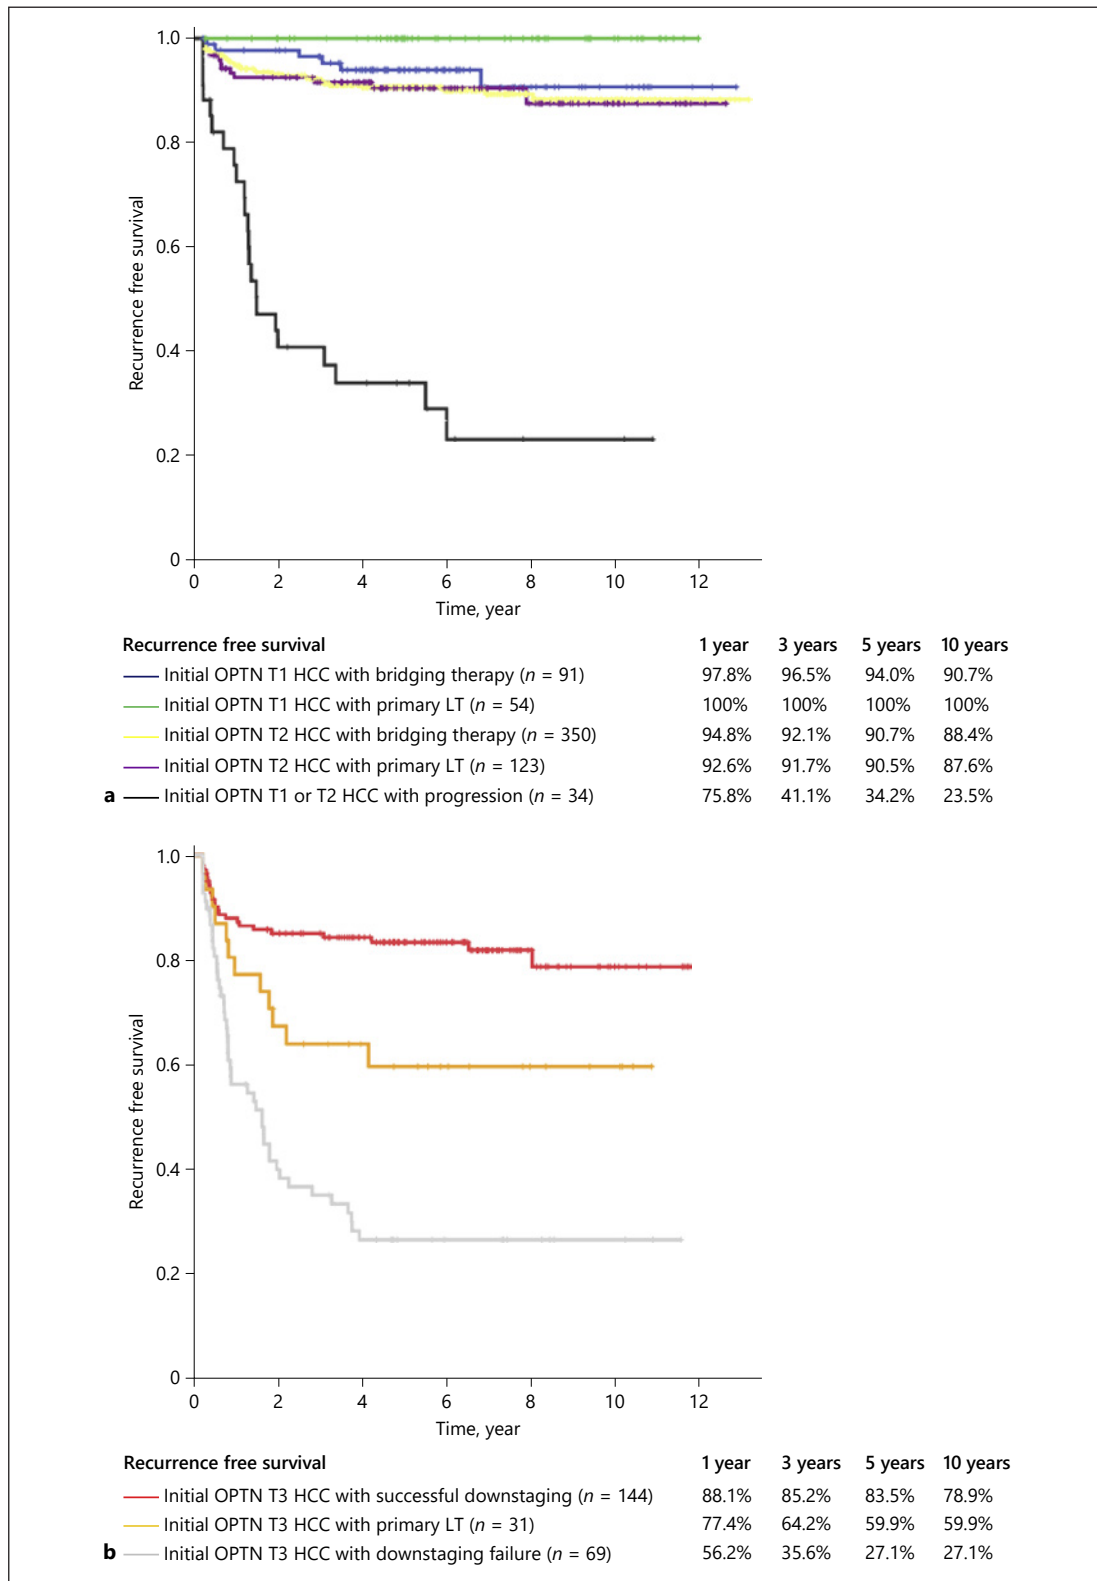 1.0
0.8
0.6
0.4
0.2
0
Recurrence free survival
0 2 4 6 8 10 12
Time, year
Recurrence free survival 1 year 3 years 5 years 10 years
Initial OPTN T1 HCC with bridging therapy (n = 91) 97.8% 96.5% 94.0% 90.7%
Initial OPTN T1 HCC with primary LT (n = 54) 100% 100% 100% 100%
Initial OPTN T2 HCC with bridging therapy (n = 350) 94.8% 92.1% 90.7% 88.4%
Initial OPTN T2 HCC with primary LT (n = 123) 92.6% 91.7% 90.5% 87.6%
a Initial OPTN T1 or T2 HCC with progression (n = 34) 75.8% 41.1% 34.2% 23.5%
1.0
0.8
0.6
0.4
0.2
0
Recurrence free survival
0 2 4 6 8 10 12
Time, year
Recurrence free survival 1 year 3 years 5 years 10 years
Initial OPTN T3 HCC with successful downstaging (n = 144) 88.1% 85.2% 83.5% 78.9%
Initial OPTN T3 HCC with primary LT (n = 31) 77.4% 64.2% 59.9% 59.9%
b Initial OPTN T3 HCC with downstaging failure (n = 69) 56.2% 35.6% 27.1% 27.1%